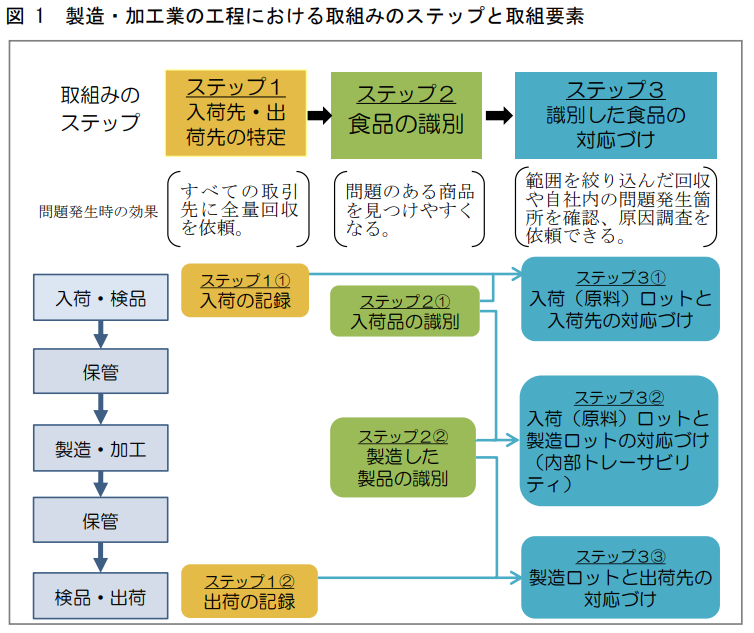 図 1　製造・加工業の工程における取組みのステップと取組要素
取組みの
ステップ
ステップ１
入荷先・出
荷先の特定
ステップ２
食品の識別
ステップ３
識別した食品の
対応づけ
問題発生時の効果
すべての取引
先に全量回収
を依頼。
問題のある商品
を見つけやすく
なる。
範囲を絞り込んだ回収
や自社内の問題発生箇
所を確認、原因調査を
依頼できる。
入荷・検品
保管
製造・加工
保管
検品・出荷
ステップ１①
入荷の記録
ステップ２①
入荷品の識別
ステップ３①
入荷（原料）ロットと
入荷先の対応づけ
ステップ２②
製造した
製品の識別
ステップ３②
入荷（原料）ロットと
製造ロットの対応づけ
（内部トレーサビリ
ティ）
ステップ１②
出荷の記録
ステップ３③
製造ロットと出荷先の
対応づけ